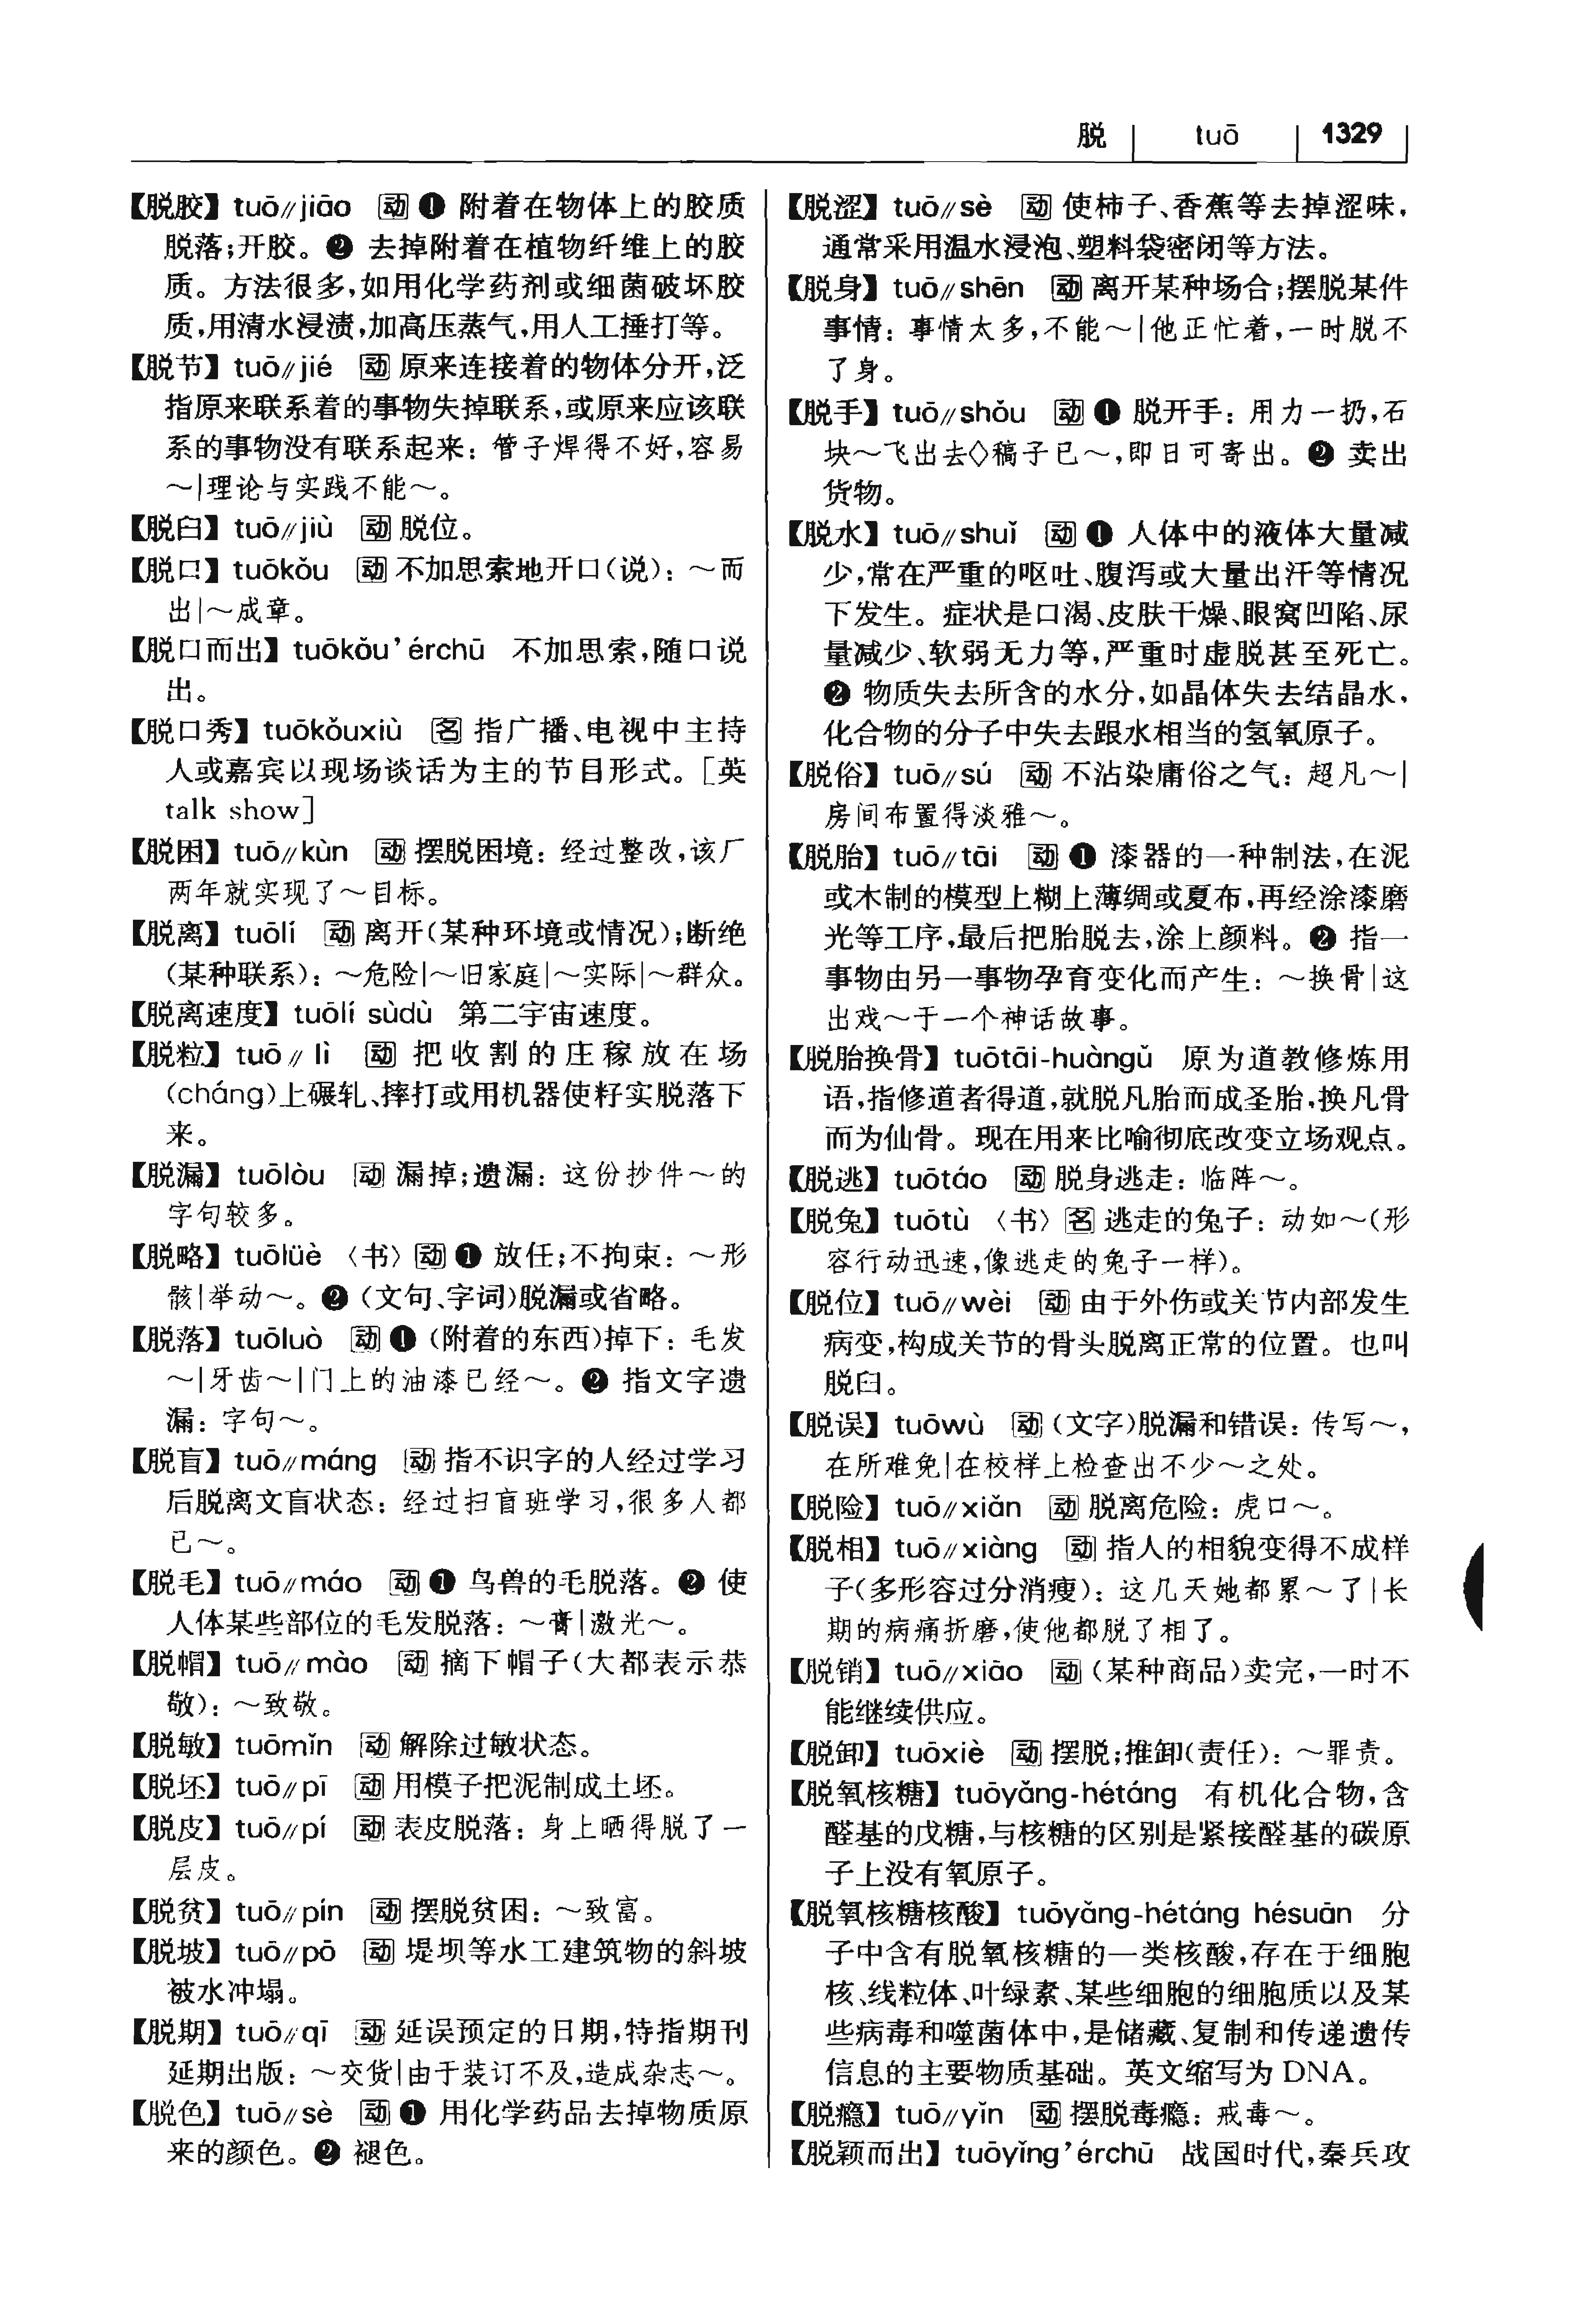 脱 tuō 1329
【脱胶】 tuō∥jiāo 动 ❶ 附着在物体上的胶质
脱落;开胶。❷ 去掉附着在植物纤维上的胶
质。方法很多,如用化学药剂或细菌破坏胶
质,用清水浸渍,加高压蒸气,用人工捶打等。
【脱节】 tuō∥jié 动 原来连接着的物体分开,泛
指原来联系着的事物失掉联系,或原来应该联
系的事物没有联系起来：管子焊得不好,容易
～|理论与实践不能～。
【脱臼】 tuō∥jiù 动 脱位。
【脱口】 tuōkǒu 动 不加思索地开口(说)：～而
出|～成章。
【脱口而出】 tuōkǒu’érchū 不加思索,随口说
出。
【脱口秀】 tuōkǒuxiù 名 指广播、电视中主持
人或嘉宾以现场谈话为主的节目形式。[英
talk show]
【脱困】 tuō∥kùn 动 摆脱困境：经过整改,该厂
两年就实现了～目标。
【脱离】 tuōlí 动 离开(某种环境或情况);断绝
(某种联系)：～危险|～旧家庭|～实际|～群众。
【脱离速度】 tuōlí sùdù 第二宇宙速度。
【脱粒】 tuō∥lì 动 把收割的庄稼放在场
(cháng)上碾轧、摔打或用机器使籽实脱落下
来。
【脱漏】 tuōlòu 动 漏掉;遗漏：这份抄件～的
字句较多。
【脱略】 tuōlüè 〈书〉 动 ❶ 放任;不拘束：～形
骸|举动～。❷ (文句、字词)脱漏或省略。
【脱落】 tuōluò 动 ❶ (附着的东西)掉下：毛发
～|牙齿～|门上的油漆已经～。❷ 指文字遗
漏：字句～。
【脱盲】 tuō∥máng 动 指不识字的人经过学习
后脱离文盲状态：经过扫盲班学习,很多人都
已～。
【脱毛】 tuō∥máo 动 ❶ 鸟兽的毛脱落。❷ 使
人体某些部位的毛发脱落：～膏|激光～。
【脱帽】 tuō∥mào 动 摘下帽子(大都表示恭
敬)：～致敬。
【脱敏】 tuōmǐn 动 解除过敏状态。
【脱坯】 tuō∥pī 动 用模子把泥制成土坯。
【脱皮】 tuō∥pí 动 表皮脱落：身上晒得脱了一
层皮。
【脱贫】 tuō∥pín 动 摆脱贫困：～致富。
【脱坡】 tuō∥pō 动 堤坝等水工建筑物的斜坡
被水冲塌。
【脱期】 tuō∥qī 动 延误预定的日期,特指期刊
延期出版：～交货|由于装订不及,造成杂志～。
【脱色】 tuō∥sè 动 ❶ 用化学药品去掉物质原
来的颜色。❷ 褪色。
【脱涩】 tuō∥sè 动 使柿子、香蕉等去掉涩味,
通常采用温水浸泡、塑料袋密闭等方法。
【脱身】 tuō∥shēn 动 离开某种场合;摆脱某件
事情：事情太多,不能～|他正忙着,一时脱不
了身。
【脱手】 tuō∥shǒu 动 ❶ 脱开手：用力一扔,石
块～飞出去◇稿子已～,即日可寄出。❷ 卖出
货物。
【脱水】 tuō∥shuǐ 动 ❶ 人体中的液体大量减
少,常在严重的呕吐、腹泻或大量出汗等情况
下发生。症状是口渴、皮肤干燥、眼窝凹陷、尿
量减少、软弱无力等,严重时虚脱甚至死亡。
❷ 物质失去所含的水分,如晶体失去结晶水,
化合物的分子中失去跟水相当的氢氧原子。
【脱俗】 tuō∥sú 动 不沾染庸俗之气：超凡～|
房间布置得淡雅～。
【脱胎】 tuō∥tāi 动 ❶ 漆器的一种制法,在泥
或木制的模型上糊上薄绸或夏布,再经涂漆磨
光等工序,最后把胎脱去,涂上颜料。❷ 指一
事物由另一事物孕育变化而产生：～换骨|这
出戏～于一个神话故事。
【脱胎换骨】 tuōtāi-huàngǔ 原为道教修炼用
语,指修道者得道,就脱凡胎而成圣胎,换凡骨
而为仙骨。现在用来比喻彻底改变立场观点。
【脱逃】 tuōtáo 动 脱身逃走：临阵～。
【脱兔】 tuōtù 〈书〉 名 逃走的兔子：动如～(形
容行动迅速,像逃走的兔子一样)。
【脱位】 tuō∥wèi 动 由于外伤或关节内部发生
病变,构成关节的骨头脱离正常的位置。也叫
脱臼。
【脱误】 tuōwù 动 (文字)脱漏和错误：传写～,
在所难免|在校样上检查出不少～之处。
【脱险】 tuō∥xiǎn 动 脱离危险：虎口～。
【脱相】 tuō∥xiàng 动 指人的相貌变得不成样
子(多形容过分消瘦)：这几天她都累～了|长
期的病痛折磨,使他都脱了相了。
【脱销】 tuō∥xiāo 动 (某种商品)卖完,一时不
能继续供应。
【脱卸】 tuōxiè 动 摆脱;推卸(责任)：～罪责。
【脱氧核糖】 tuōyǎng-hétáng 有机化合物,含
醛基的戊糖,与核糖的区别是紧接醛基的碳原
子上没有氧原子。
【脱氧核糖核酸】 tuōyǎng-hétáng hésuān 分
子中含有脱氧核糖的一类核酸,存在于细胞
核、线粒体、叶绿素、某些细胞的细胞质以及某
些病毒和噬菌体中,是储藏、复制和传递遗传
信息的主要物质基础。英文缩写为 DNA。
【脱瘾】 tuō∥yǐn 动 摆脱毒瘾：戒毒～。
【脱颖而出】 tuōyǐng’érchū 战国时代,秦兵攻